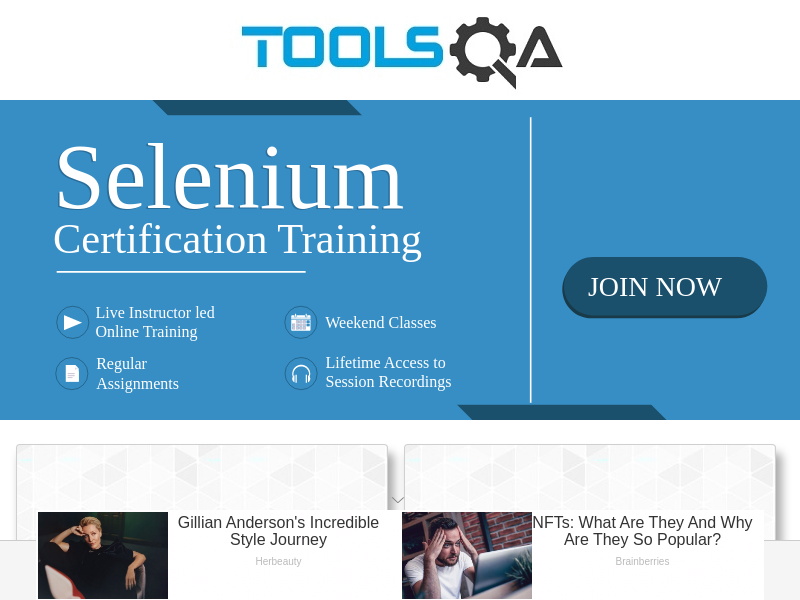 TOOLSQA
Selenium
Certification Training
JOIN NOW
Live Instructor led
Online Training
Weekend Classes
Regular
Assignments
Lifetime Access to
Session Recordings
Gillian Anderson's Incredible
Style Journey
Herbeauty
NFTs: What Are They And Why
Are They So Popular?
Brainberries